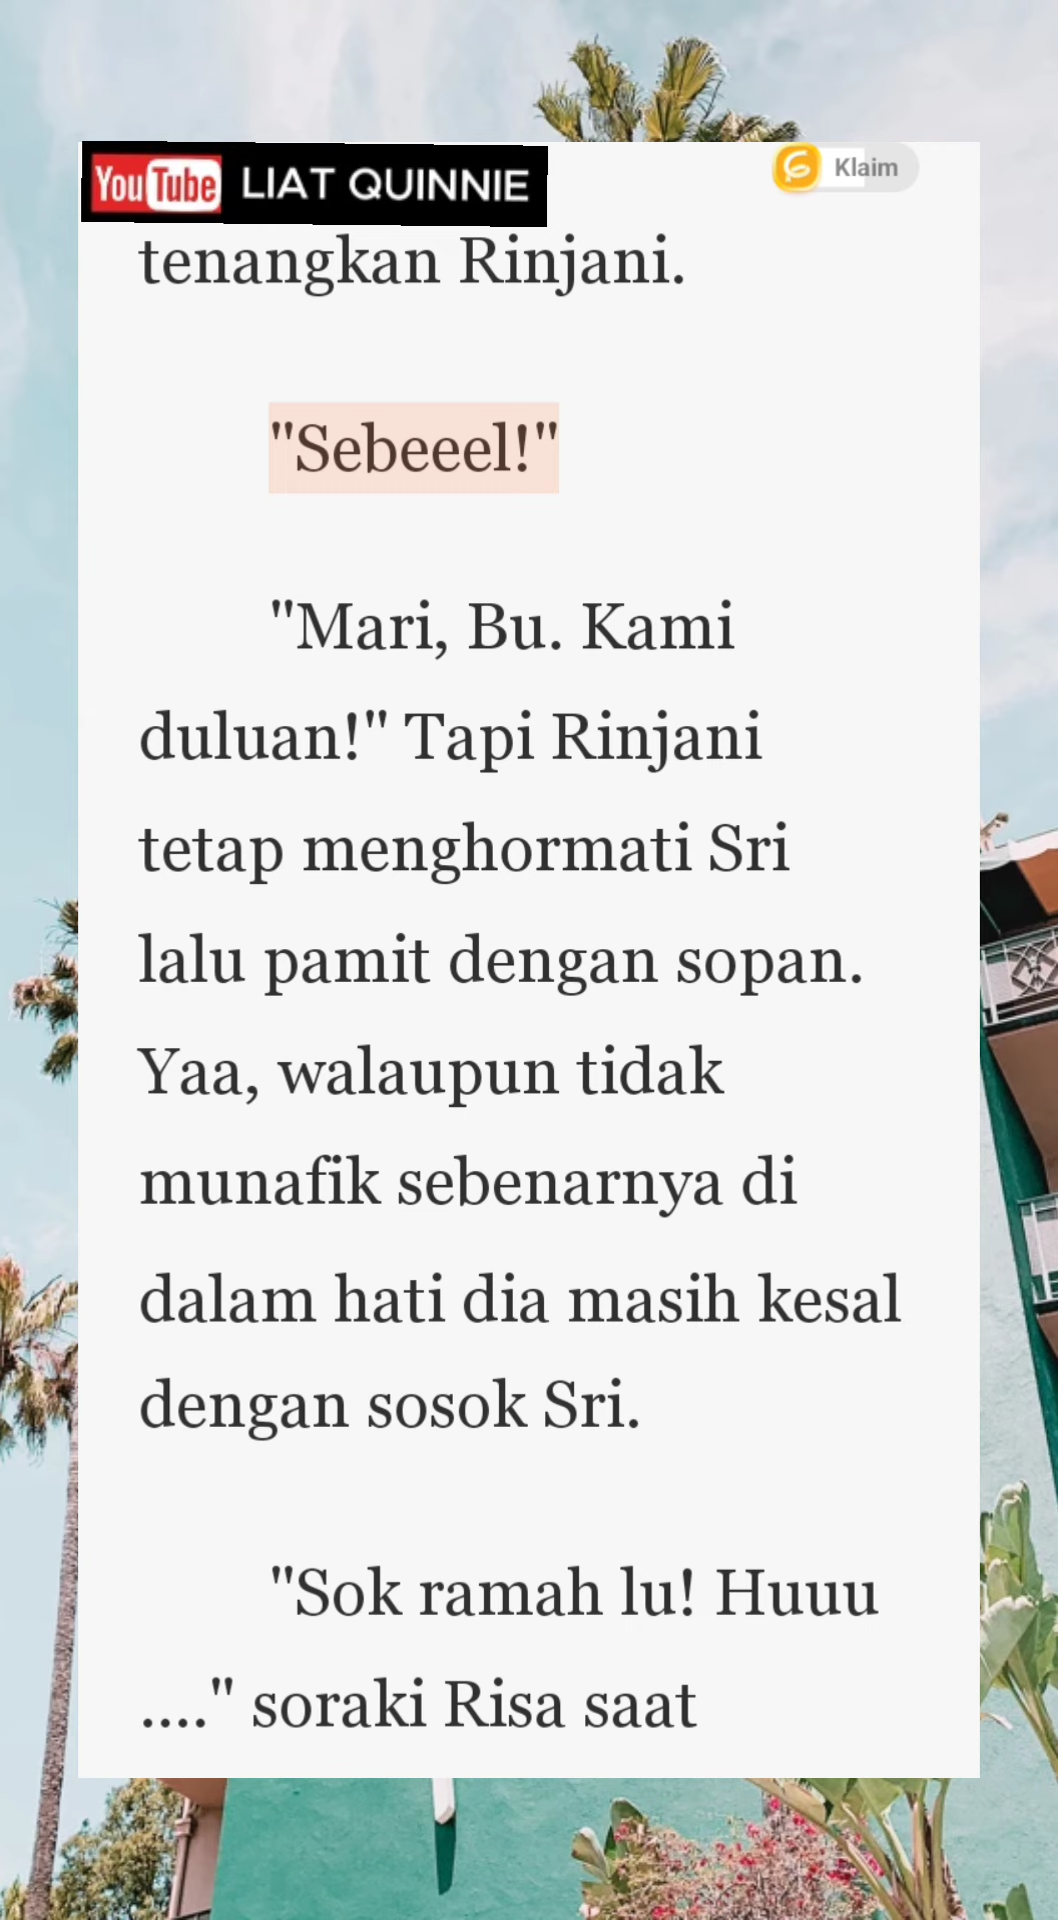 YouTube LIAT QUINNIE
Klaim
tenangkan Rinjani.
"Sebeeel!"
"Mari, Bu. Kami
duluan!" Tapi Rinjani
tetap menghormati Sri
lalu pamit dengan sopan.
Yaa, walaupun tidak
munafik sebenarnya di
dalam hati dia masih kesal
dengan sosok Sri.
"Sok ramah lu! Huuu
...." soraki Risa saat